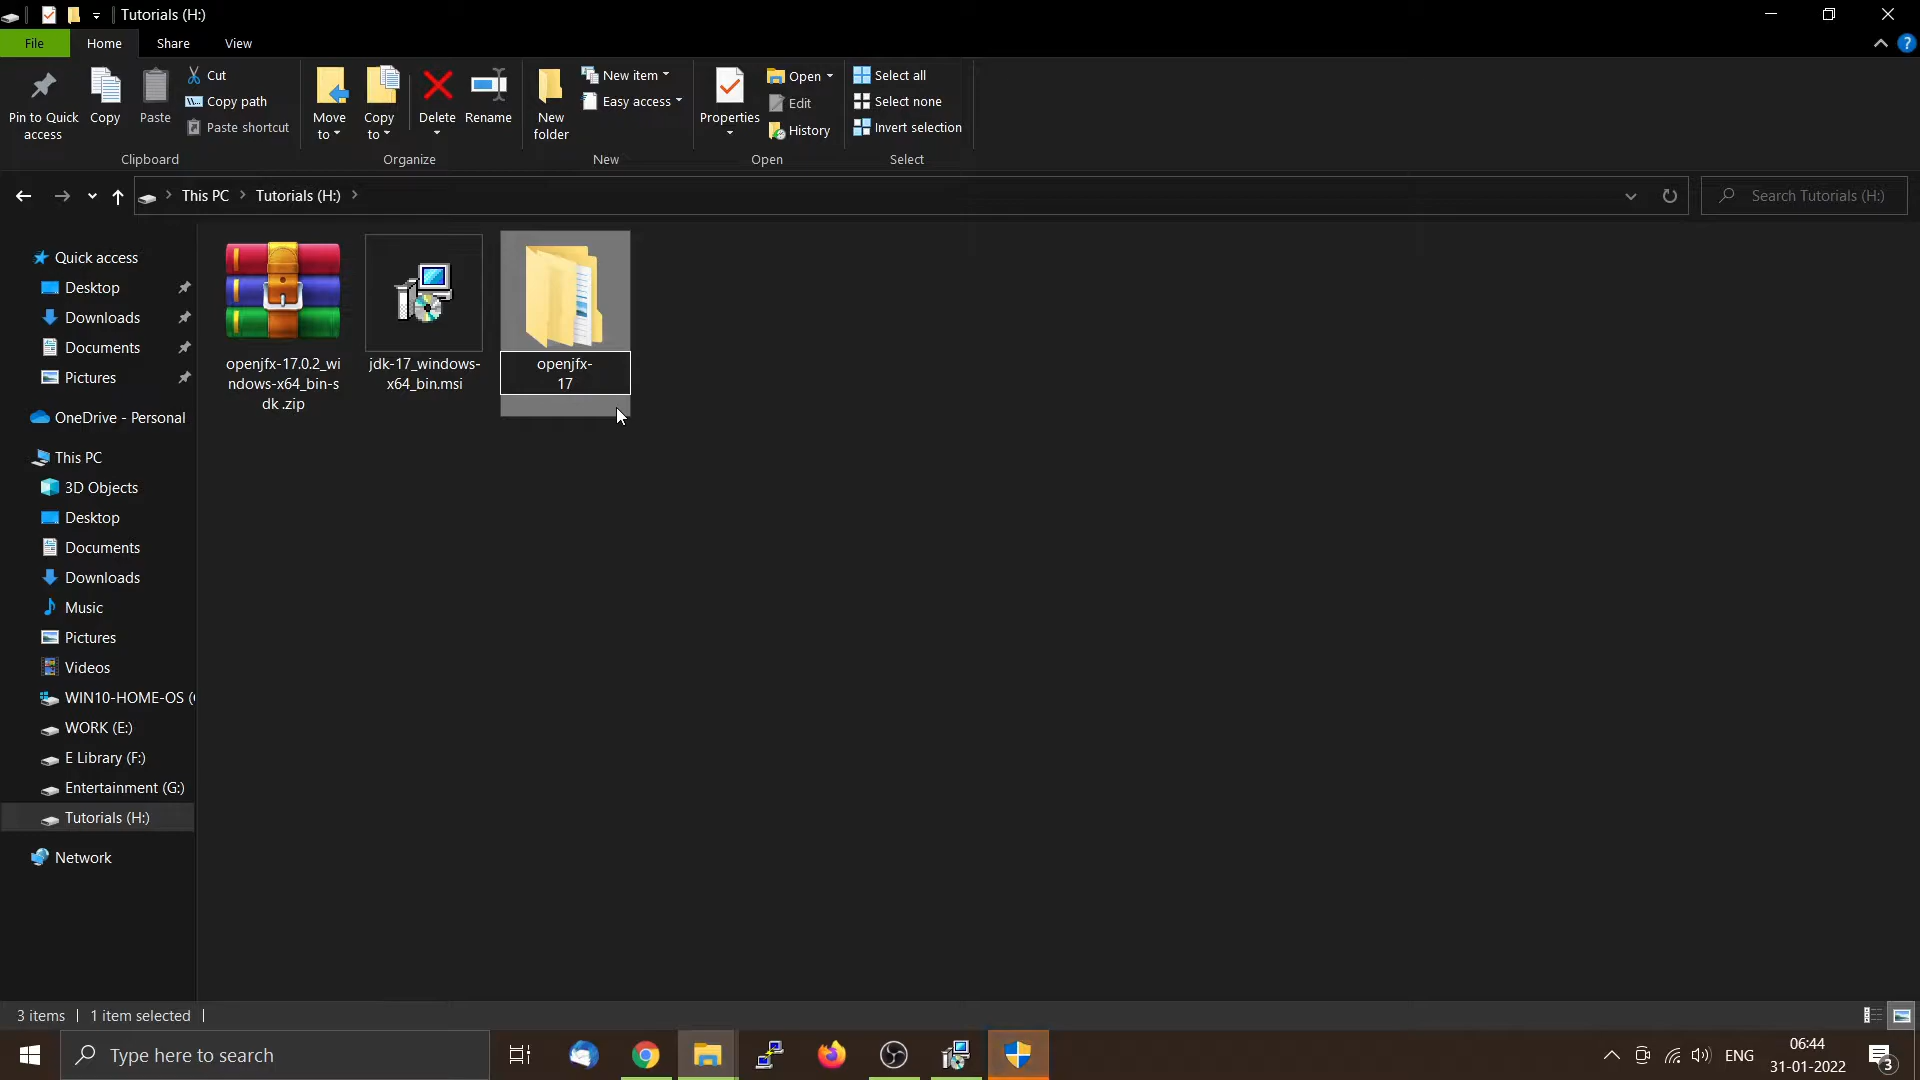 Tutorials (H:)
File
Home
Share
View
Pin to Quick
access
Copy
Paste
Cut
Copy path
Paste shortcut
Move
to
Copy
to
Delete
Rename
New
folder
New item
Easy access
Properties
Open
Edit
History
Select all
Select none
Invert selection
Clipboard
Organize
New
Open
Select
This PC
Tutorials (H:)
Search Tutorials (H:)
Quick access
Desktop
Downloads
Documents
Pictures
OneDrive - Personal
This PC
3D Objects
Desktop
Documents
Downloads
Music
Pictures
Videos
WIN10-HOME-OS (
WORK (E:)
E Library (F:)
Entertainment (G:)
Tutorials (H:)
Network
openjfx-17.0.2_wi
ndows-x64_bin-s
dk .zip
jdk-17_windows-
x64_bin.msi
openjfx-
17
3 items
1 item selected
Type here to search
ENG
06:44
31-01-2022
3